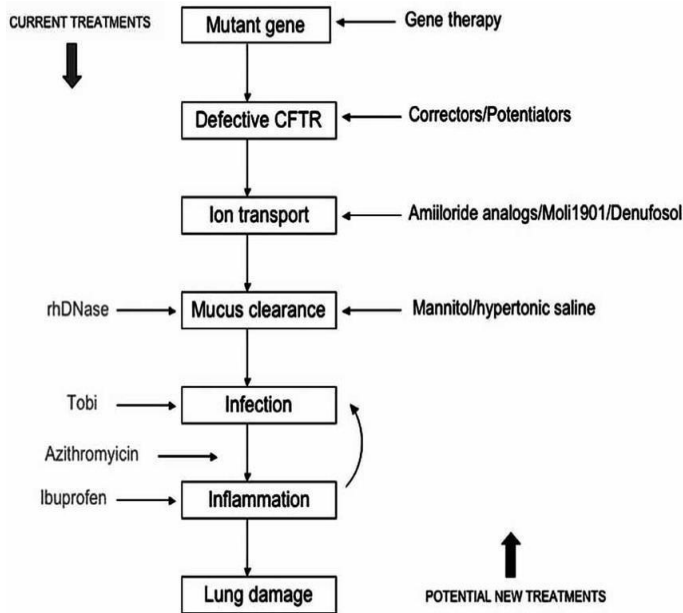 CURRENT TREATMENTS
Mutant gene
Gene therapy
Defective CFTR
Correctors/Potentiators
Ion transport
Amiiloride analogs/Moli1901/Denufosol
rhDNase
Mucus clearance
Mannitol/hypertonic saline
Tobi
Infection
Azithromyicin
Ibuprofen
Inflammation
Lung damage
POTENTIAL NEW TREATMENTS